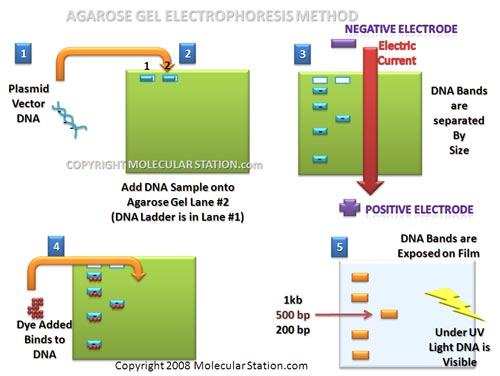 AGAROSE GEL ELECTROPHORESIS METHOD
1
Plasmid
Vector
DNA
2
1 2
COPYRIGHT MOLECULAR STATION.com
Add DNA Sample onto
Agarose Gel Lane #2
(DNA Ladder is in Lane #1)
NEGATIVE ELECTRODE
3
Electric
Current
DNA Bands
are
separated
By
Size
POSITIVE ELECTRODE
4
Dye Added
Binds to
DNA
5
DNA Bands are
Exposed on Film
1kb
500 bp
200 bp
Under UV
Light DNA is
Visible
Copyright 2008 MolecularStation.com